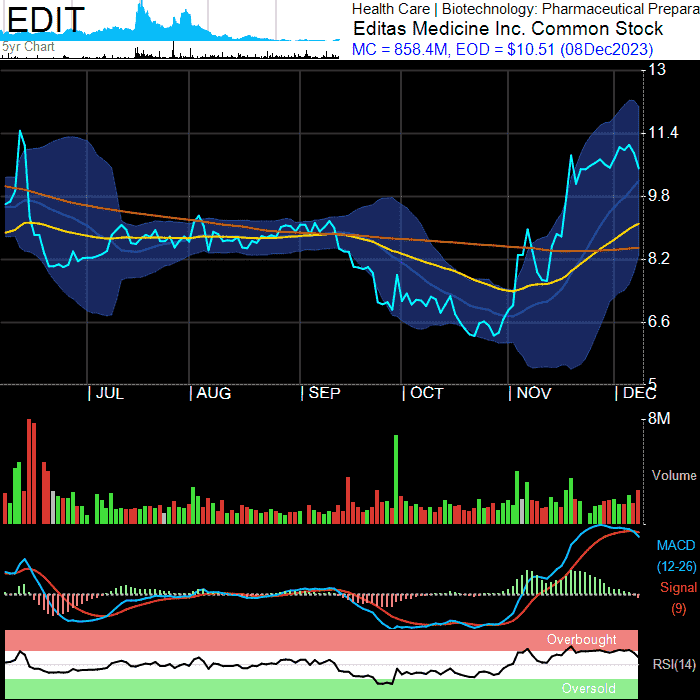 EDIT
5yr Chart
Health Care | Biotechnology: Pharmaceutical Prepara
Editas Medicine Inc. Common Stock
MC = 858.4M, EOD = $10.51 (08Dec2023)
13
11.4
9.8
8.2
6.6
5
| JUL | AUG | SEP | OCT | NOV | DEC
8M
Volume
MACD
(12-26)
Signal
(9)
Overbought
RSI(14)
Oversold